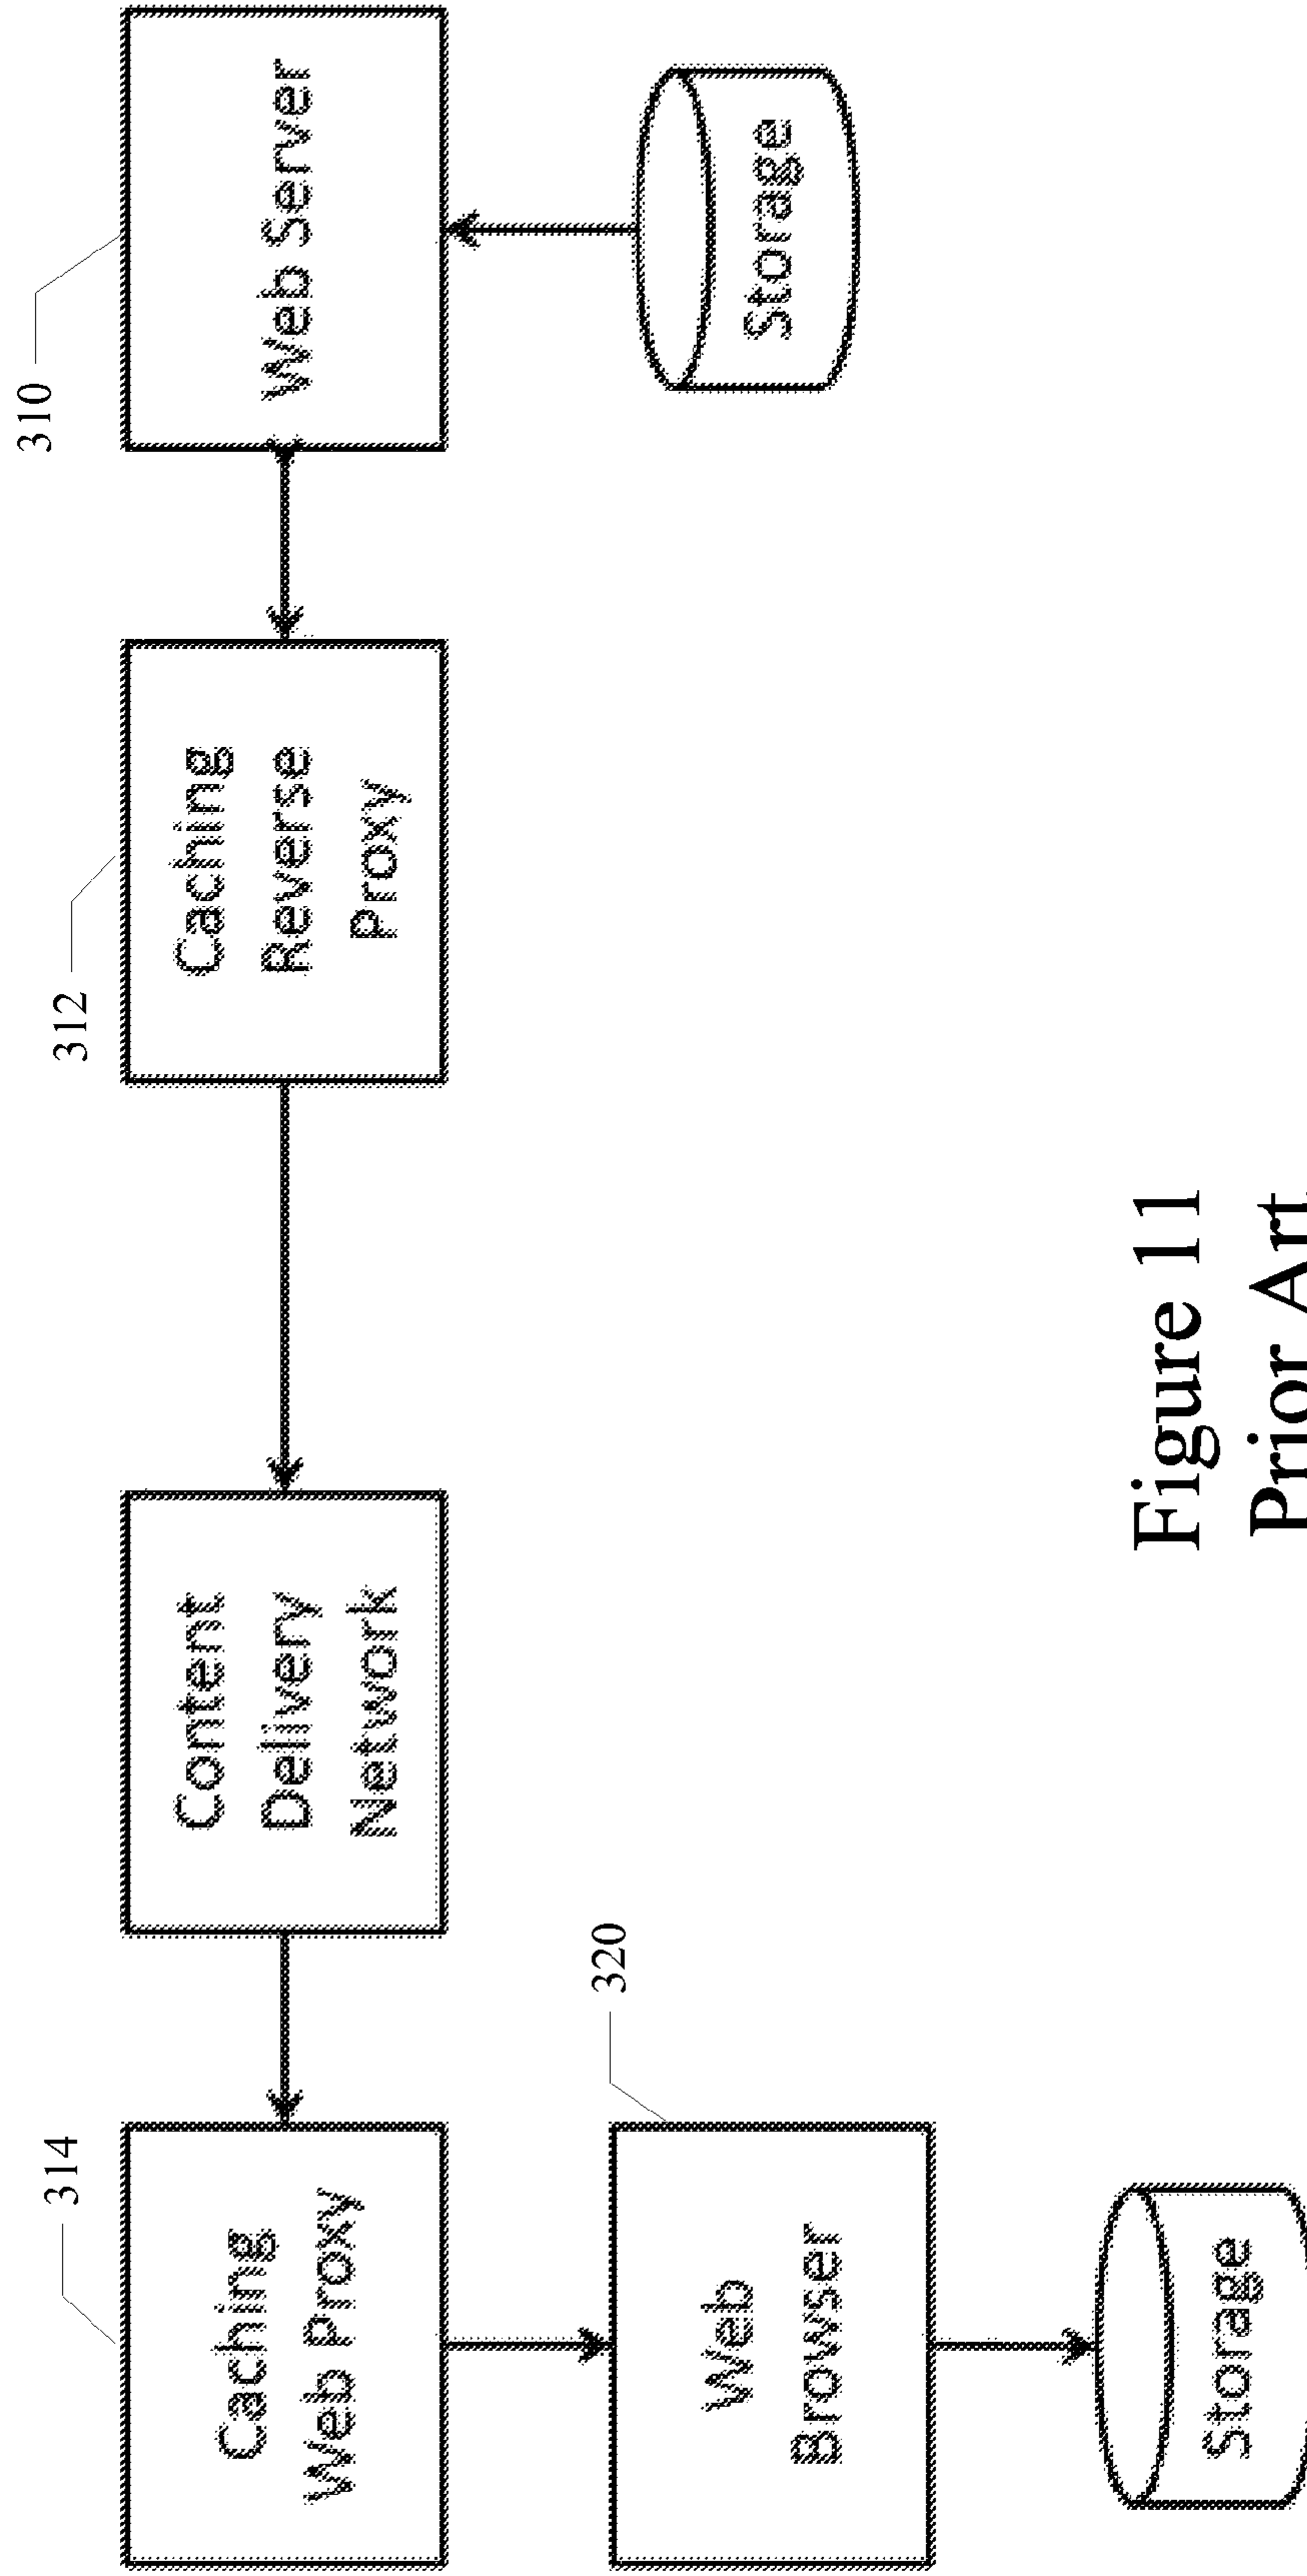 314
Caching
Web Proxy
Content
Delivery
Network
312
Caching
Reverse
Proxy
310
Web Server
320
Web
Browser
Storage
Storage
Figure 11
Prior Art